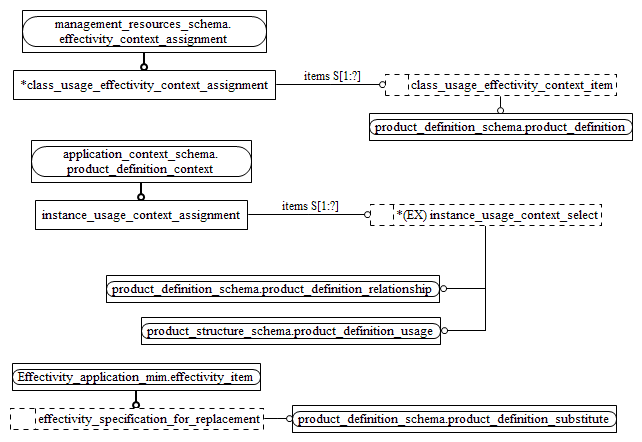 management_resources_schema.
effectivity_context_assignment
*class_usage_effectivity_context_assignment
items S[1:?]
class_usage_effectivity_context_item
product_definition_schema.product_definition
application_context_schema.
product_definition_context
instance_usage_context_assignment
items S[1:?]
*(EX) instance_usage_context_select
product_definition_schema.product_definition_relationship
product_structure_schema.product_definition_usage
Effectivity_application_mim.effectivity_item
effectivity_specification_for_replacement
product_definition_schema.product_definition_substitute